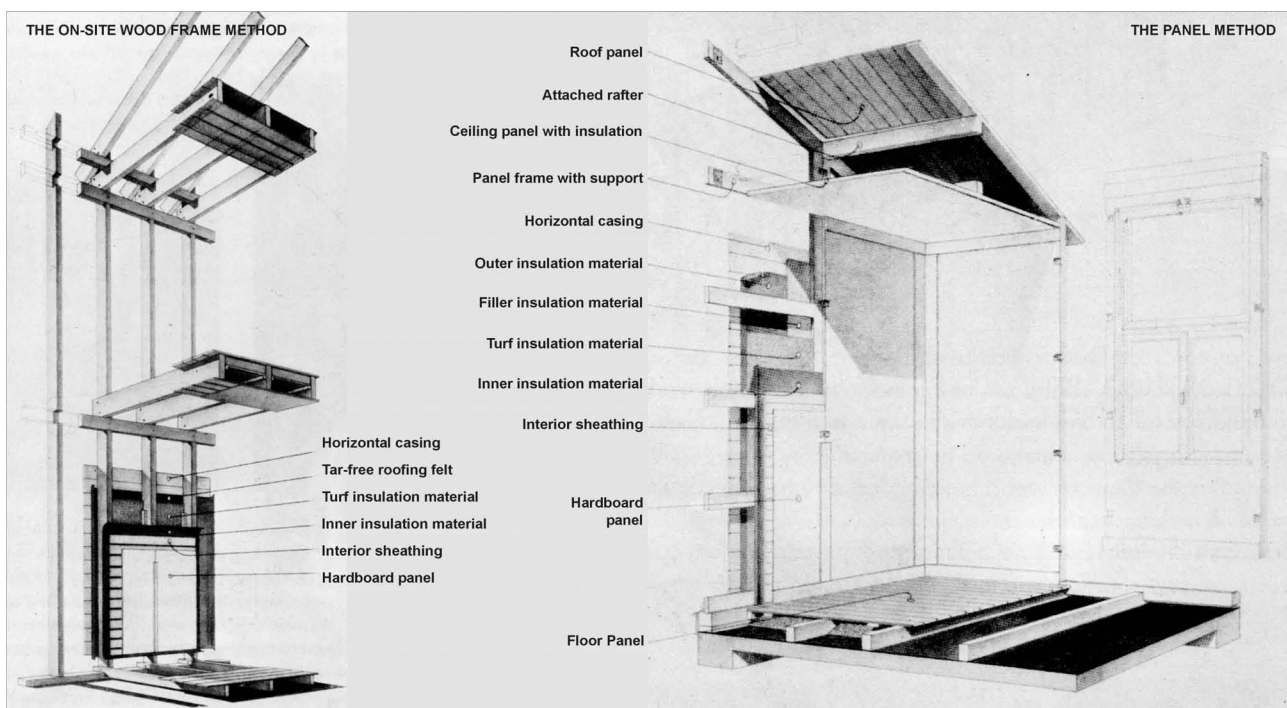 THE ON-SITE WOOD FRAME METHOD
THE PANEL METHOD
Roof panel
Attached rafter
Ceiling panel with insulation
Panel frame with support
Horizontal casing
Outer insulation material
Filler insulation material
Turf insulation material
Inner insulation material
Interior sheathing
Hardboard
panel
Floor Panel
Horizontal casing
Tar-free roofing felt
Turf insulation material
Inner insulation material
Interior sheathing
Hardboard panel